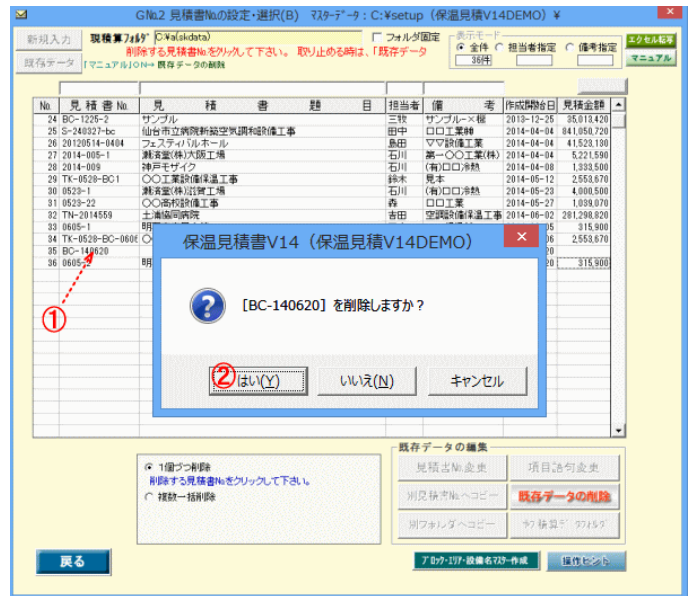 GNo2 見積書No.の設定・選択(B) ﾏｽﾀｰﾃﾞｰﾀ : C:¥setup (保温見積V14DEMO) ¥
新規入力 現積算ﾌｫﾙﾀﾞ C:¥a(skdata) フォルダ固定 表示モード エクセル転写
削除する見積書No.をｸﾘｯｸして下さい。 取り止める時は、「既存データ 全件 担当者指定 備考指定
既存データ 「マニュアル」ON→ 既存データの削除 36件 マニュアル
No. 見積書No. 見積書題目 担当者 備考 作成開始日 見積金額
24 BC-1225-2 サンプル 三牧 サンプル-×桜 2013-12-25 35,013,420
25 S-240327-bc 仙台市立病院新築空気調和設備工事 田中 口口工業㈱ 2014-04-04 841,050,720
26 20120514-0404 フェスティバルホール 島田 ▽▽設備工業 2014-04-04 41,523,130
27 2014-005-1 (株)大阪工場 石川 第一〇〇工業(株) 2014-04-04 5,221,590
28 2014-009 神戸モザイク 石川 (有)口口冷熱 2014-04-08 1,333,500
29 TK-0528-BC1 〇〇工業設備保温工事 鈴木 見本 2014-05-12 2,553,670
30 0523-1 (株)滋賀工場 石川 (有)口口冷熱 2014-05-23 4,000,500
31 0523-22 〇〇高校設備工事 森 口口工業 2014-05-27 1,039,070
32 TN-2014559 土浦協同病院 吉田 空調設備保温工事 2014-06-02 281,298,820
33 0605-1 明 05 315,900
34 TK-0528-BC-0606 〇 06 2,553,670
35 BC-140620 20
36 0605- 明 20 315,900
保温見積書V14 (保温見積V14DEMO)
[BC-140620] を削除しますか？
①
② はい(Y) いいえ(N) キャンセル
既存データの編集
1個づつ削除
削除する見積書Noをクリックして下さい。
複数一括削除
見積書No.変更 項目語句変更
別見積書No.へコピー 既存データの削除
別フォルダへコピー
戻る ﾌﾞﾛｯｸ・ｴﾘｱ・設備名ﾏｽﾀｰ作成 操作ヒント